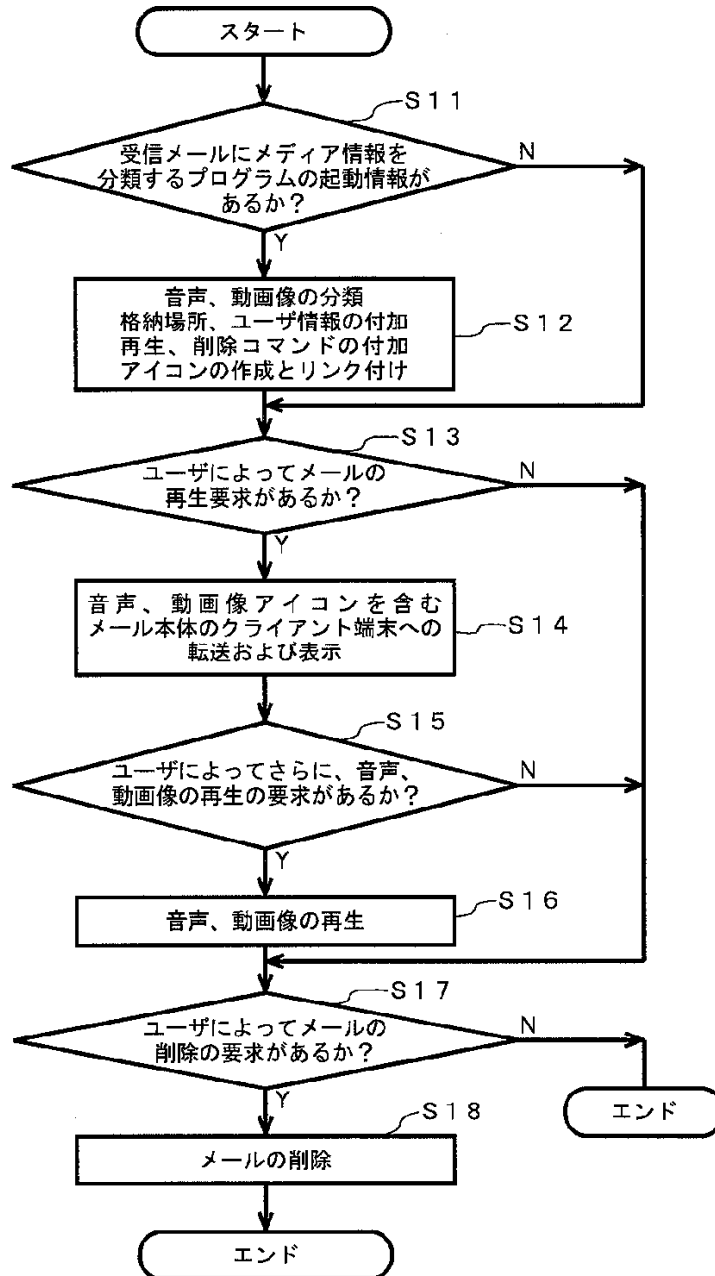 スタート
S11
受信メールにメディア情報を
分類するプログラムの起動情報が
あるか?
N
Y
音声、動画像の分類
格納場所、ユーザ情報の付加
再生、削除コマンドの付加
アイコンの作成とリンク付け
S12
S13
ユーザによってメールの
再生要求があるか?
N
Y
音声、動画像アイコンを含む
メール本体のクライアント端末への
転送および表示
S14
S15
ユーザによってさらに、音声、
動画像の再生の要求があるか?
N
Y
音声、動画像の再生
S16
S17
ユーザによってメールの
削除の要求があるか?
N
Y
エンド
S18
メールの削除
エンド